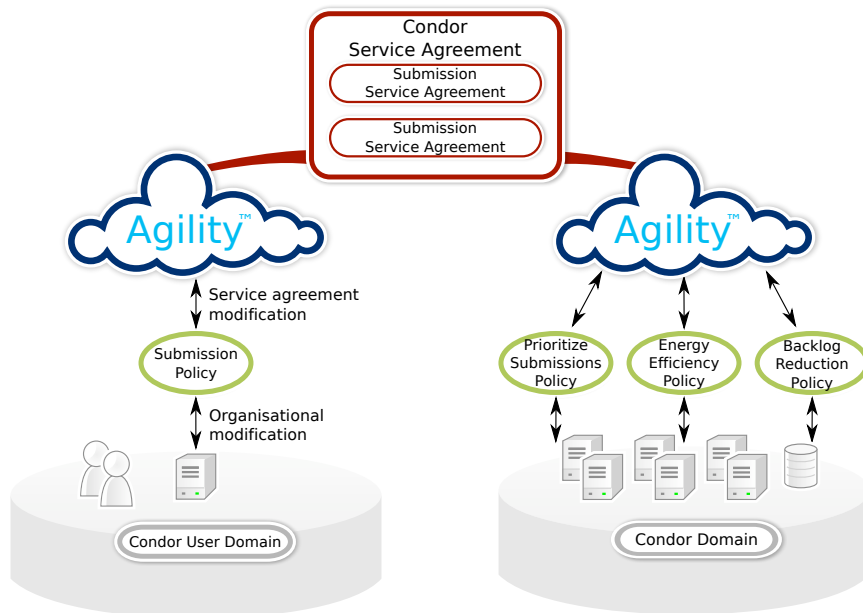 Condor
Service Agreement
Submission
Service Agreement
Submission
Service Agreement
Agility™
Agility™
Service agreement
modification
Submission
Policy
Prioritize
Submissions
Policy
Energy
Efficiency
Policy
Backlog
Reduction
Policy
Organisational
modification
Condor User Domain
Condor Domain